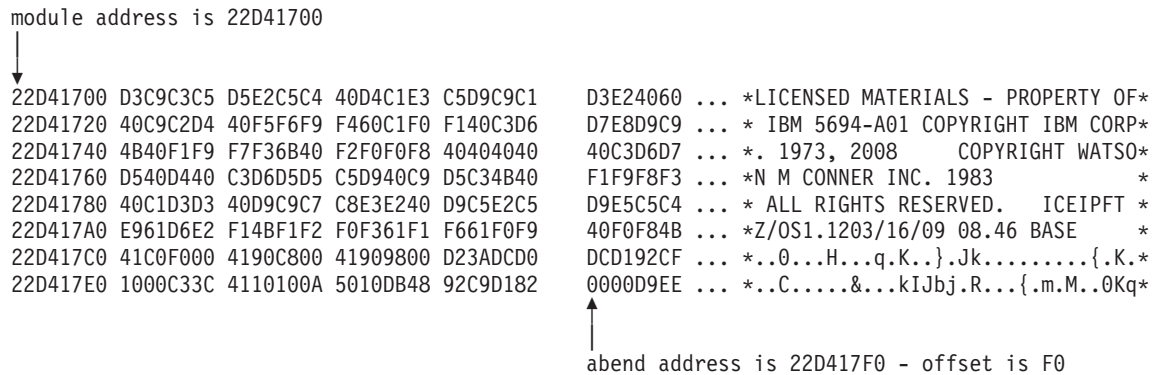 module address is 22D41700
22D41700 D3C9C3C5 D5E2C5C4 40D4C1E3 C5D9C9C1 D3E24060 ... *LICENSED MATERIALS - PROPERTY OF*
22D41720 40C9C2D4 40F5F6F9 F460C1F0 F140C3D6 D7E8D9C9 ... * IBM 5694-A01 COPYRIGHT IBM CORP*
22D41740 4B40F1F9 F7F36B40 F2F0F0F8 40404040 40C3D6D7 ... *. 1973, 2008 COPYRIGHT WATSO*
22D41760 D540D440 C3D6D5D5 C5D940C9 D5C34B40 F1F9F8F3 ... *N M CONNER INC. 1983 *
22D41780 40C1D3D3 40D9C9C7 C8E3E240 D9C5E2C5 D9E5C5C4 ... * ALL RIGHTS RESERVED. ICEIPFT *
22D417A0 E961D6E2 F14BF1F2 F0F361F1 F661F0F9 40F0F84B ... *Z/OS1.1203/16/09 08.46 BASE *
22D417C0 41C0F000 4190C800 41909800 D23ADCD0 DCD192CF ... *..0...H...q.K..}.Jk.........{.K.*
22D417E0 1000C33C 4110100A 5010DB48 92C9D182 0000D9EE ... *..C.....&...kIJbj.R...{.m.M..0Kq*
abend address is 22D417F0 - offset is F0